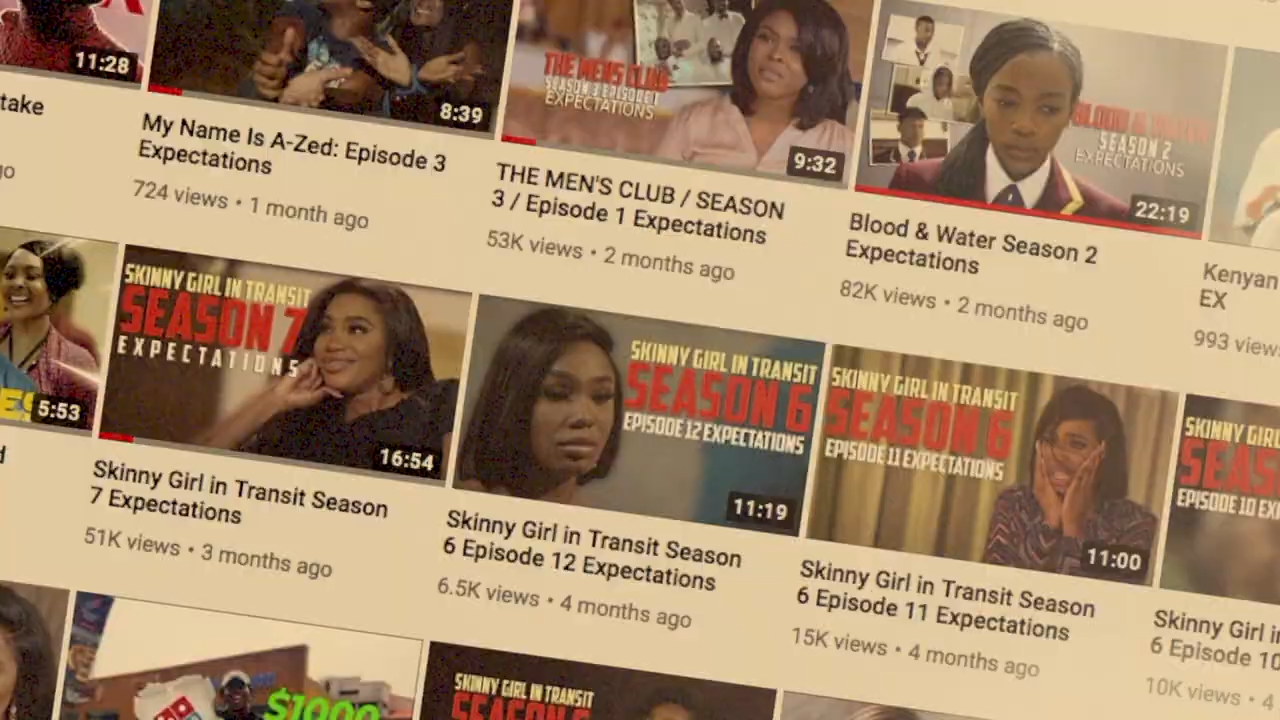 11:28
8:39
THE MENS CLUB
SEASON 3 EPISODE 1
EXPECTATIONS
9:32
BLOOD & WATER
SEASON 2
EXPECTATIONS
22:19
take
My Name Is A-Zed: Episode 3
Expectations
724 views • 1 month ago
THE MEN'S CLUB / SEASON
3 / Episode 1 Expectations
53K views • 2 months ago
Blood & Water Season 2
Expectations
82K views • 2 months ago
Kenyan
EX
993 views
go
5:53
SKINNY GIRL IN TRANSIT
SEASON 7
EXPECTATIONS
16:54
SKINNY GIRL IN TRANSIT
SEASON 6
EPISODE 12 EXPECTATIONS
11:19
SKINNY GIRL IN TRANSIT
SEASON 6
EPISODE 11 EXPECTATIONS
11:00
SKINNY GIRL
SEAS
EPISODE 10 EX
Skinny Girl in Transit Season
7 Expectations
51K views • 3 months ago
Skinny Girl in Transit Season
6 Episode 12 Expectations
6.5K views • 4 months ago
Skinny Girl in Transit Season
6 Episode 11 Expectations
15K views • 4 months ago
Skinny Girl in
6 Episode 10
10K views • 4
$1000
SKINNY GIRL IN TRANSIT
SEASON 6